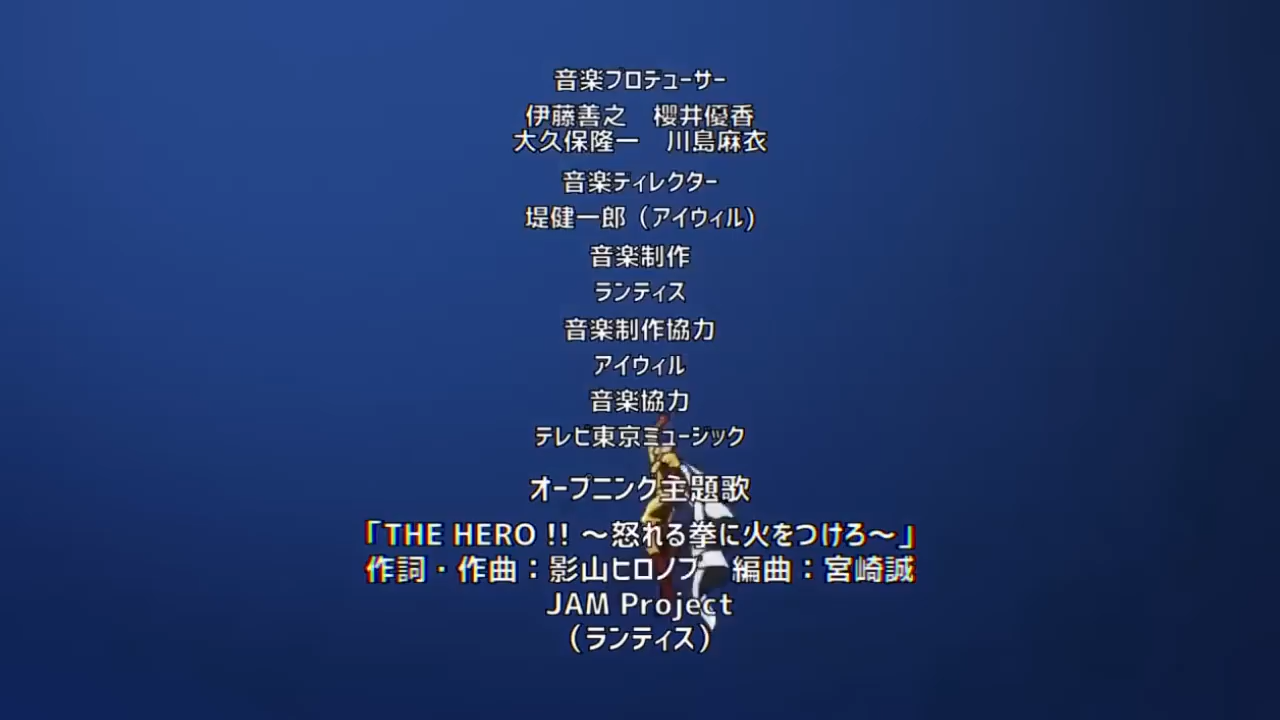 音楽プロデューサー
伊藤善之　櫻井優香
大久保隆一　川島麻衣
音楽ディレクター
堤健一郎（アイウィル）
音楽制作
ランティス
音楽制作協力
アイウィル
音楽協力
テレビ東京ミュージック
オープニング主題歌
「THE HERO !! ～怒れる拳に火をつけろ～」
作詞・作曲：影山ヒロノブ　編曲：宮崎誠
JAM Project
（ランティス）